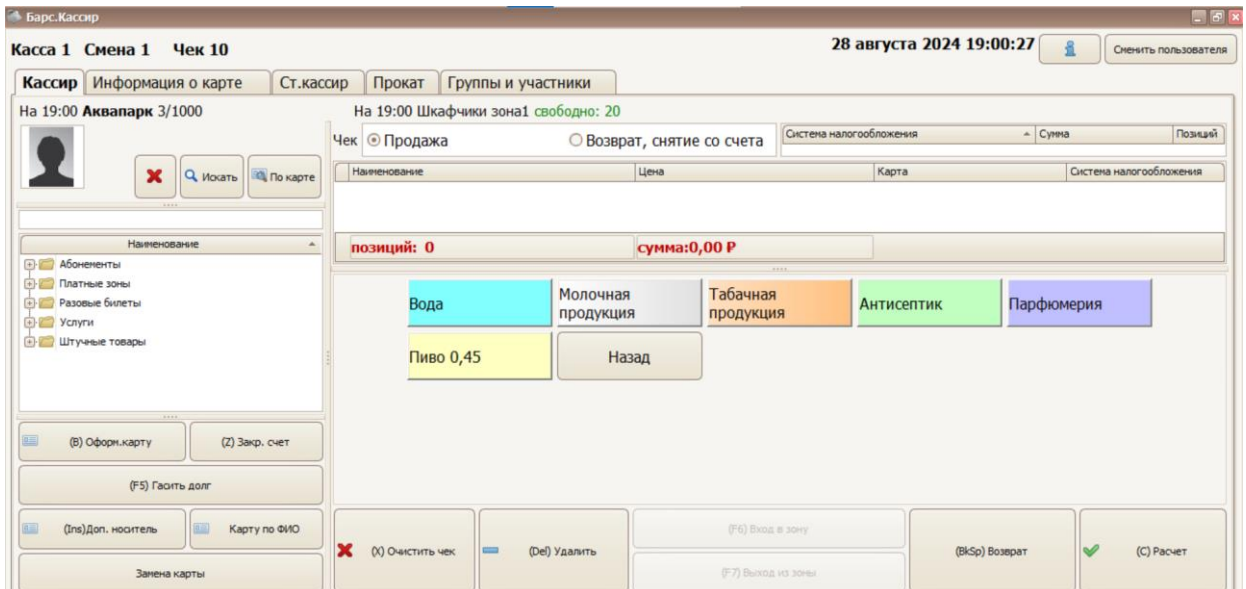 Барс.Кассир
Касса 1 Смена 1 Чек 10
28 августа 2024 19:00:27
Сменить пользователя
Кассир Информация о карте Ст.кассир Прокат Группы и участники
На 19:00 Аквапарк 3/1000
На 19:00 Шкафчики зона1 свободно: 20
Искать
По карте
Чек Продажа Возврат, снятие со счета
Система налогообложения Сумма Позиций
Наименование Цена Карта Система налогообложения
позиций: 0 сумма:0,00 ₽
Наименование
Абонементы
Платные зоны
Разовые билеты
Услуги
Штучные товары
Вода
Молочная
продукция
Табачная
продукция
Антисептик
Парфюмерия
Пиво 0,45
Назад
(B) Оформ.карту
(Z) Закр. счет
(F5) Гасить долг
(Ins)Доп. носитель
Карту по ФИО
Замена карты
(X) Очистить чек
(Del) Удалить
(F6) Вход в зону
(F7) Выход из зоны
(BkSp) Возврат
(C) Расчет